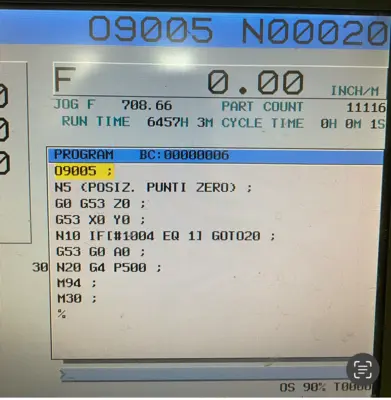 O9005 N00020
F 0.00 INCH/M
JOG F 708.66 PART COUNT 11116
RUN TIME 6457H 3M CYCLE TIME 0H 0M 1S
PROGRAM BC:00000006
O9005 ;
N5 (POSIZ. PUNTI ZERO) ;
G0 G53 Z0 ;
G53 X0 Y0 ;
N10 IF[#1004 EQ 1] GOTO20 ;
G53 G0 A0 ;
30 N20 G4 P500 ;
M94 ;
M30 ;
%
>_
OS 90%